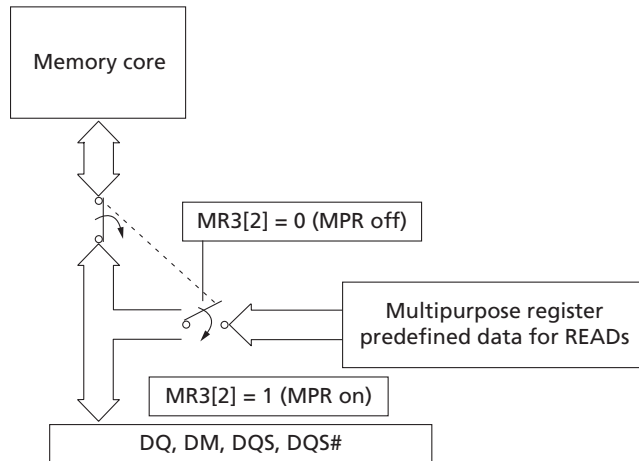 Memory core
MR3[2] = 0 (MPR off)
Multipurpose register
predefined data for READs
MR3[2] = 1 (MPR on)
DQ, DM, DQS, DQS#